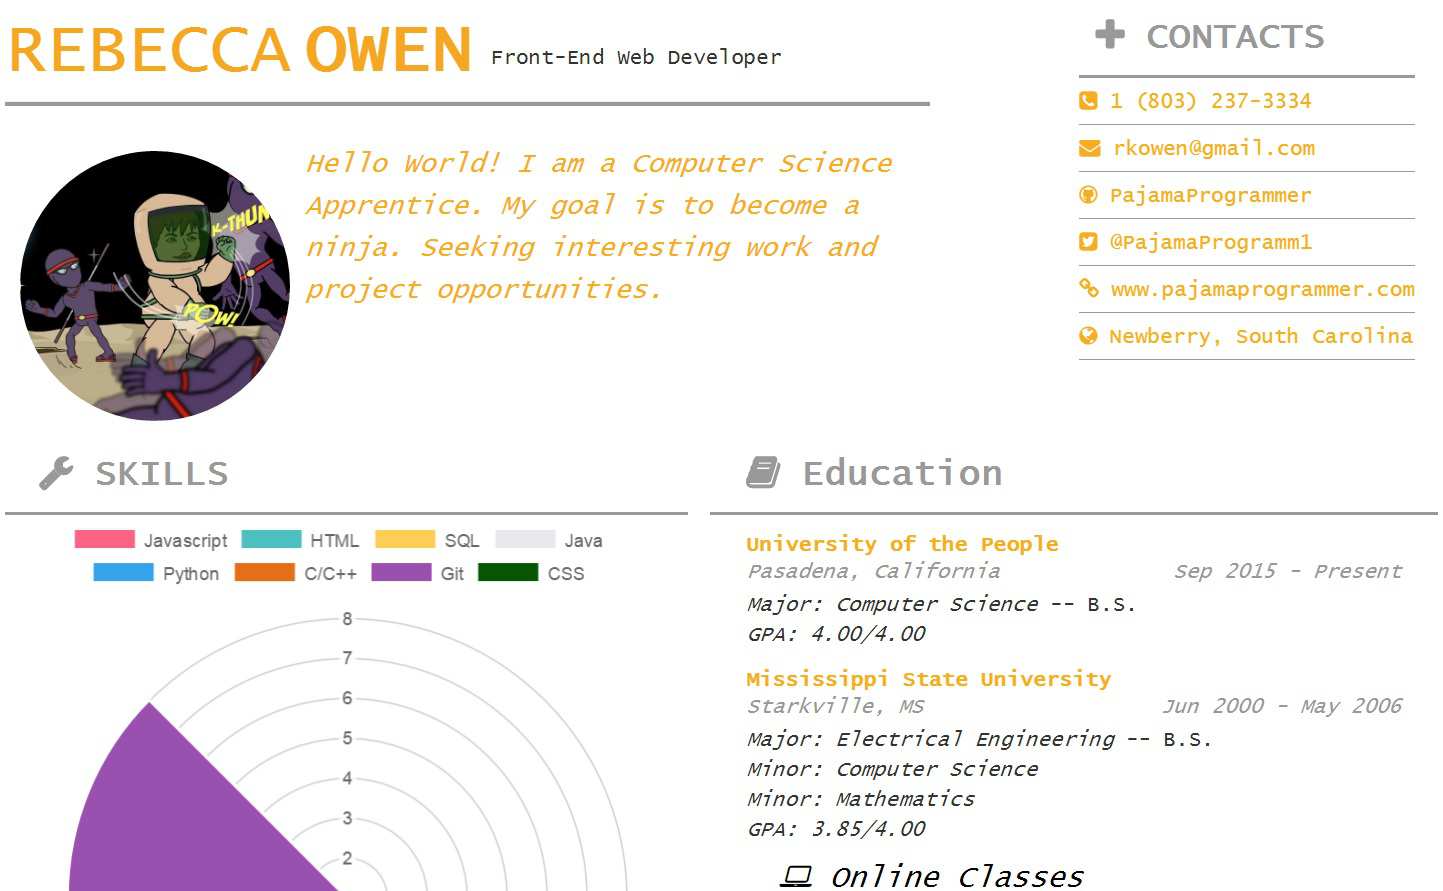 REBECCA OWEN Front-End Web Developer
Hello World! I am a Computer Science
Apprentice. My goal is to become a
ninja. Seeking interesting work and
project opportunities.
K-THUN
POW!
CONTACTS
1 (803) 237-3334
rkowen@gmail.com
PajamaProgrammer
@PajamaProgramm1
www.pajamaprogrammer.com
Newberry, South Carolina
SKILLS
Javascript HTML SQL Java
Python C/C++ Git CSS
8
7
6
5
4
3
2
Education
University of the People
Pasadena, California Sep 2015 - Present
Major: Computer Science -- B.S.
GPA: 4.00/4.00
Mississippi State University
Starkville, MS Jun 2000 - May 2006
Major: Electrical Engineering -- B.S.
Minor: Computer Science
Minor: Mathematics
GPA: 3.85/4.00
Online Classes